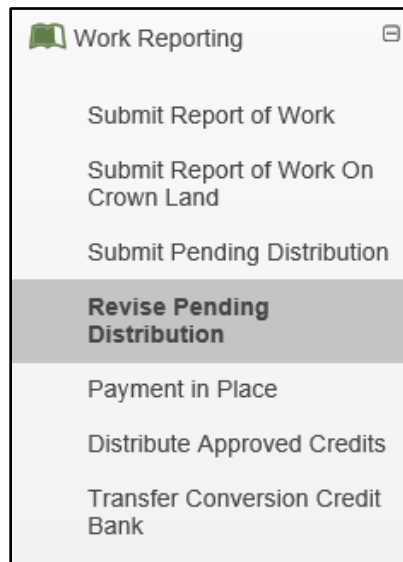 Work Reporting
Submit Report of Work
Submit Report of Work On
Crown Land
Submit Pending Distribution
Revise Pending
Distribution
Payment in Place
Distribute Approved Credits
Transfer Conversion Credit
Bank